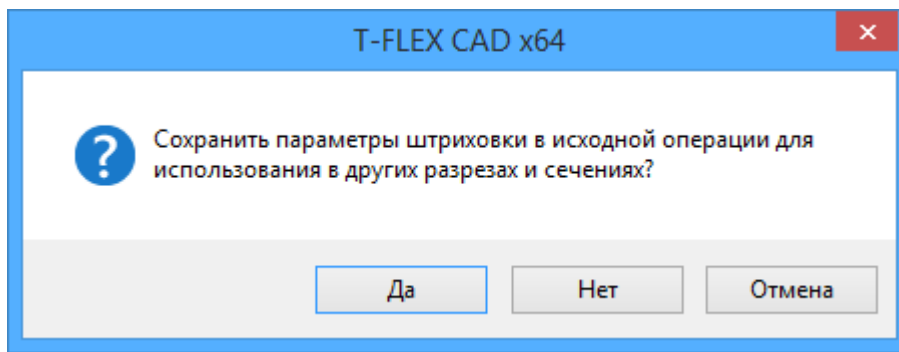 T-FLEX CAD x64
Сохранить параметры штриховки в исходной операции для
использования в других разрезах и сечениях?
Да Нет Отмена